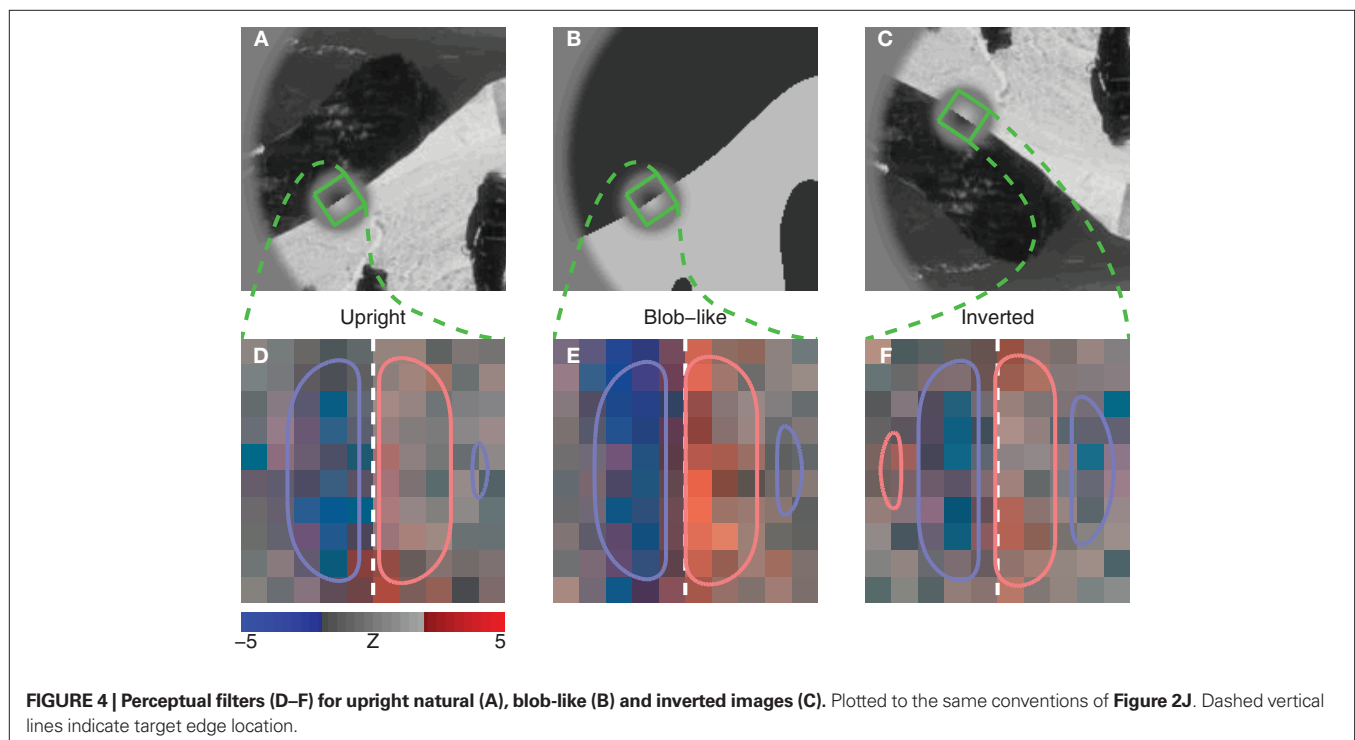 A
B
C
Upright
Blob–like
Inverted
D
E
F
–5
Z
5
FIGURE 4 | Perceptual filters (D–F) for upright natural (A), blob-like (B) and inverted images (C). Plotted to the same conventions of Figure 2J. Dashed vertical
lines indicate target edge location.